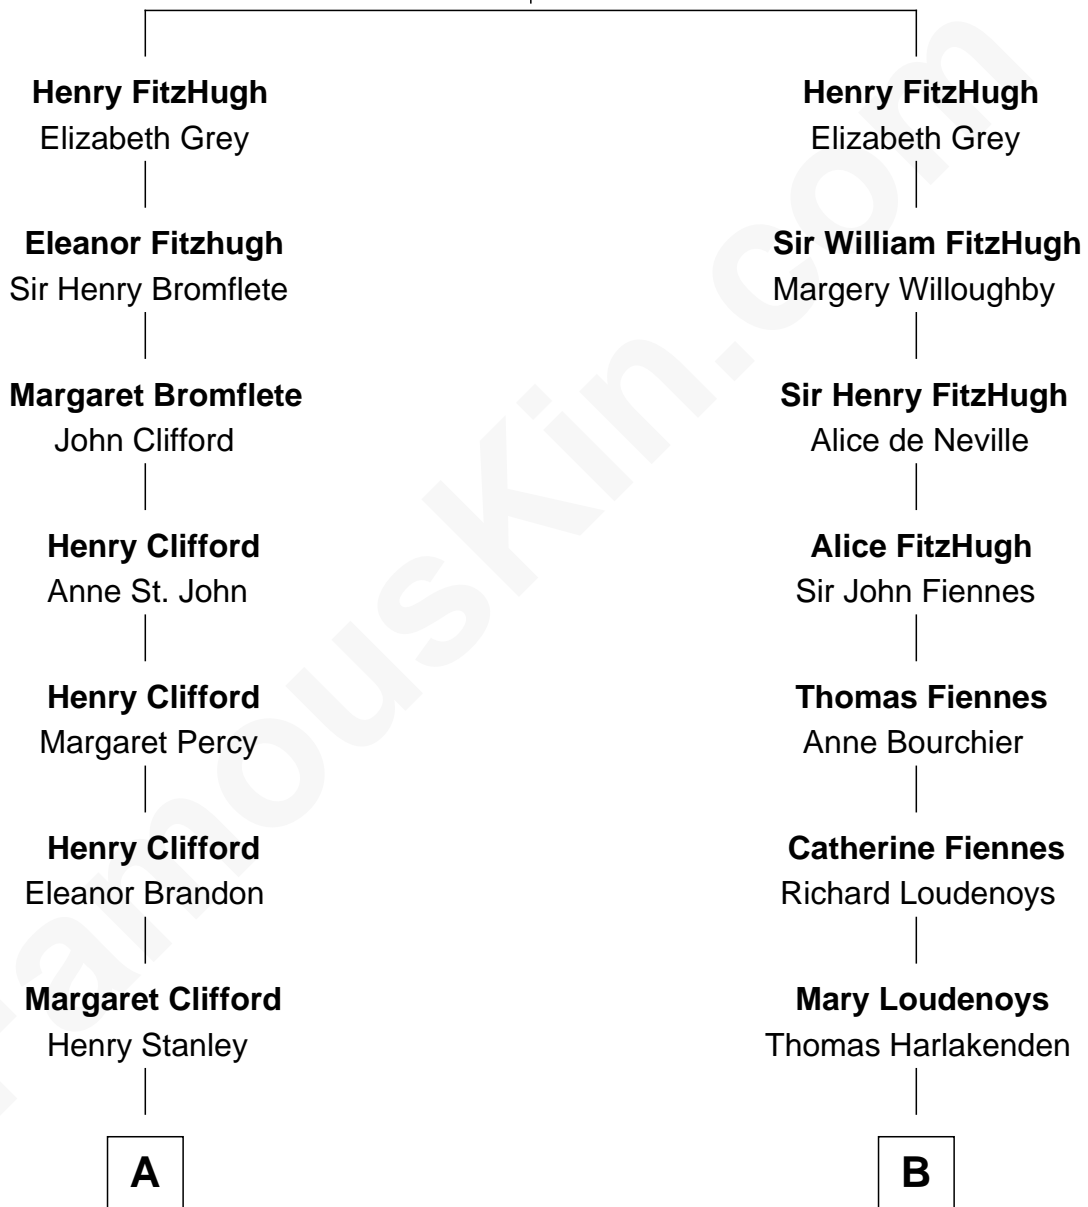 Henry FitzHugh
Elizabeth Grey
Eleanor Fitzhugh
Sir Henry Bromflete
Margaret Bromflete
John Clifford
Henry Clifford
Anne St. John
Henry Clifford
Margaret Percy
Henry Clifford
Eleanor Brandon
Margaret Clifford
Henry Stanley
A
Henry FitzHugh
Elizabeth Grey
Sir William FitzHugh
Margery Willoughby
Sir Henry FitzHugh
Alice de Neville
Alice FitzHugh
Sir John Fiennes
Thomas Fiennes
Anne Bourchier
Catherine Fiennes
Richard Loudenoys
Mary Loudenoys
Thomas Harlakenden
B
FamousKin.com